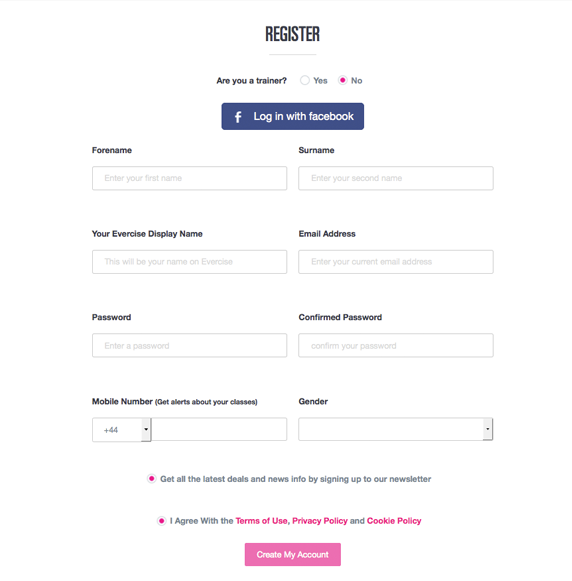 REGISTER
Are you a trainer? Yes No
f Log in with facebook
Forename Surname
Enter your first name Enter your second name
Your Evercise Display Name Email Address
This will be your name on Evercise Enter your current email address
Password Confirmed Password
Enter a password confirm your password
Mobile Number (Get alerts about your classes) Gender
+44
Get all the latest deals and news info by signing up to our newsletter
I Agree With the Terms of Use, Privacy Policy and Cookie Policy
Create My Account